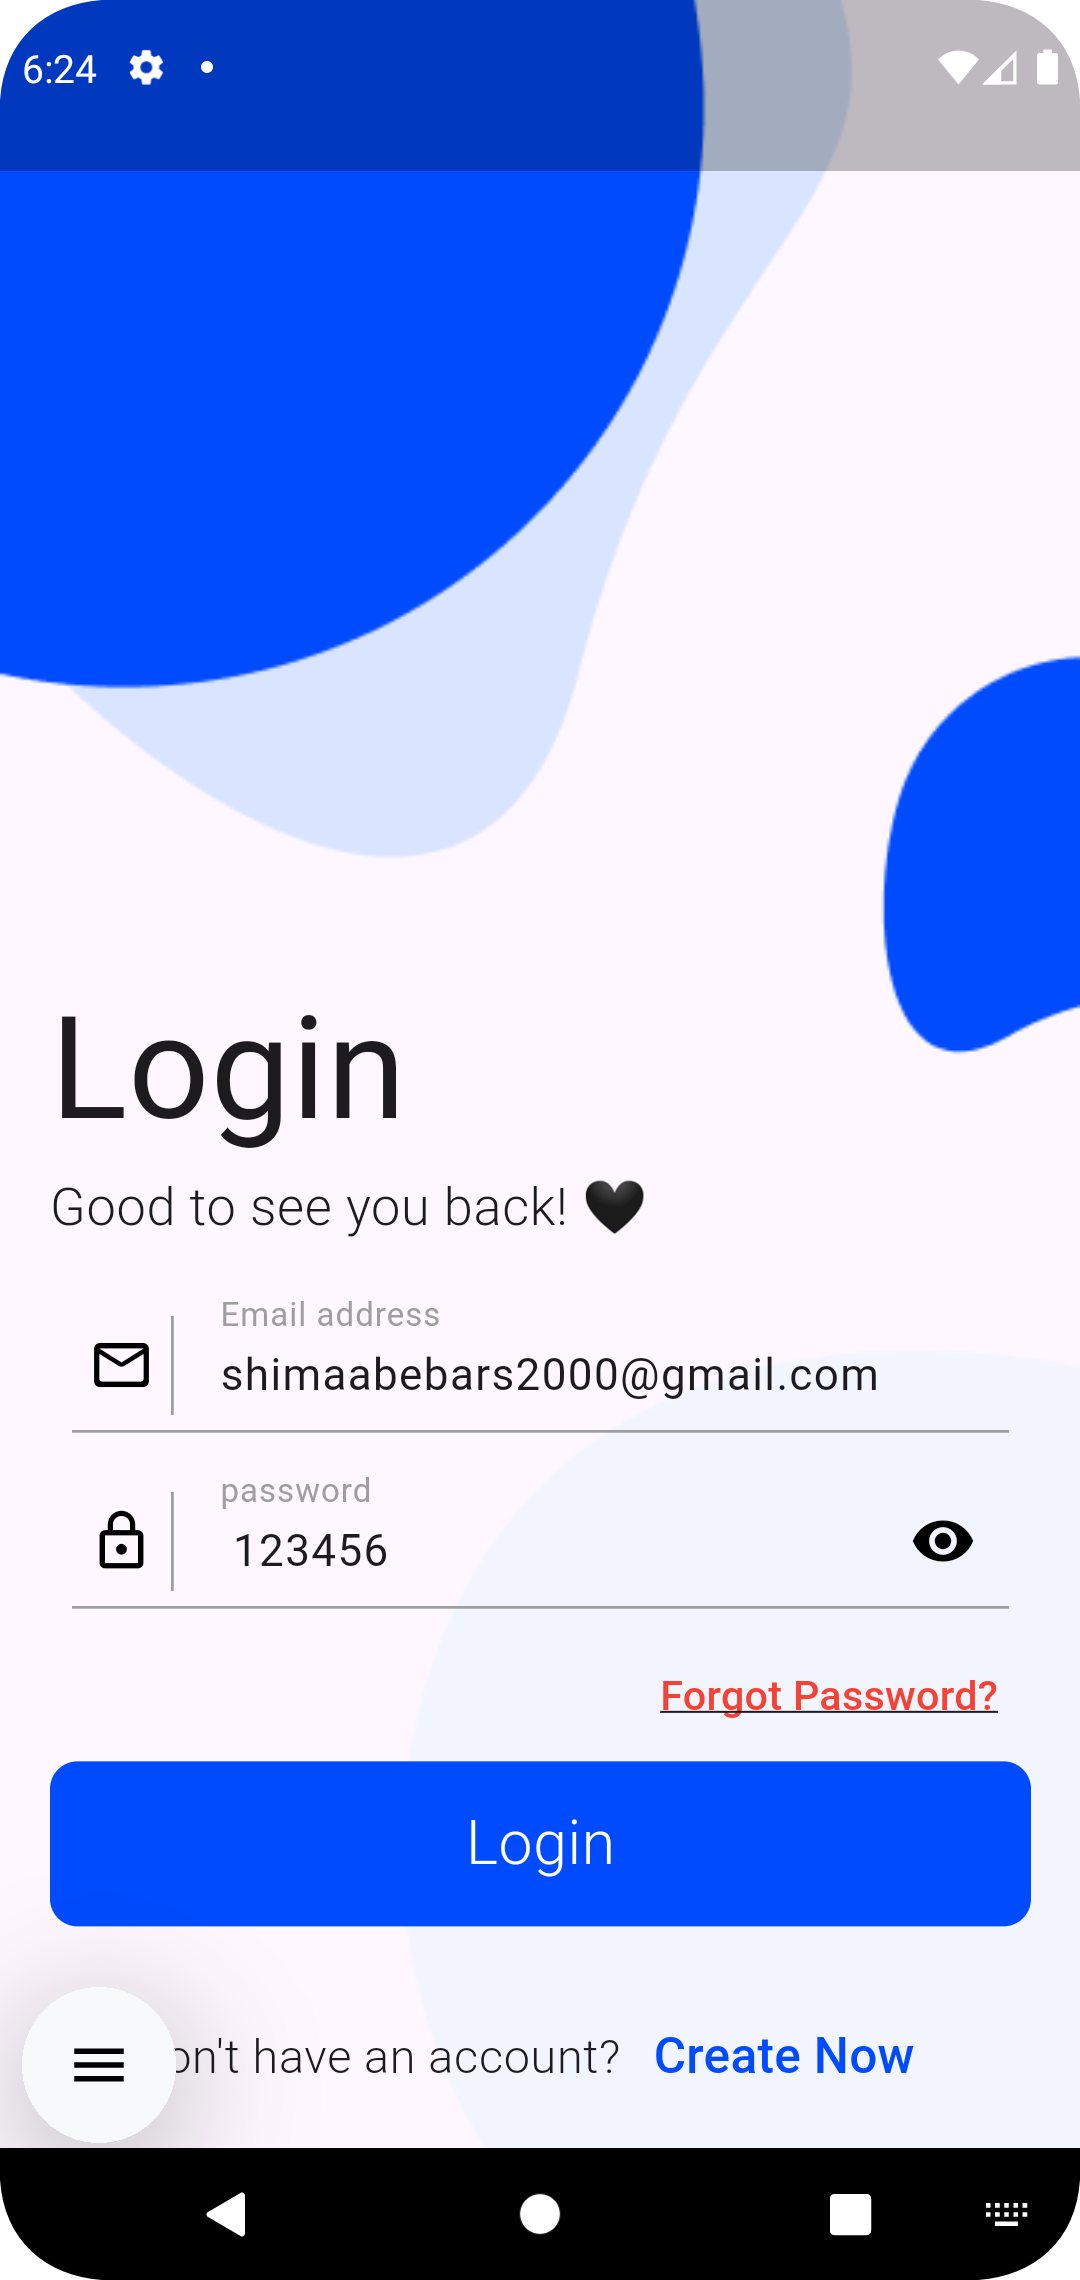 6:24
Login
Good to see you back! 🖤
Email address
shimaabebars2000@gmail.com
password
123456
Forgot Password?
Login
on't have an account? Create Now